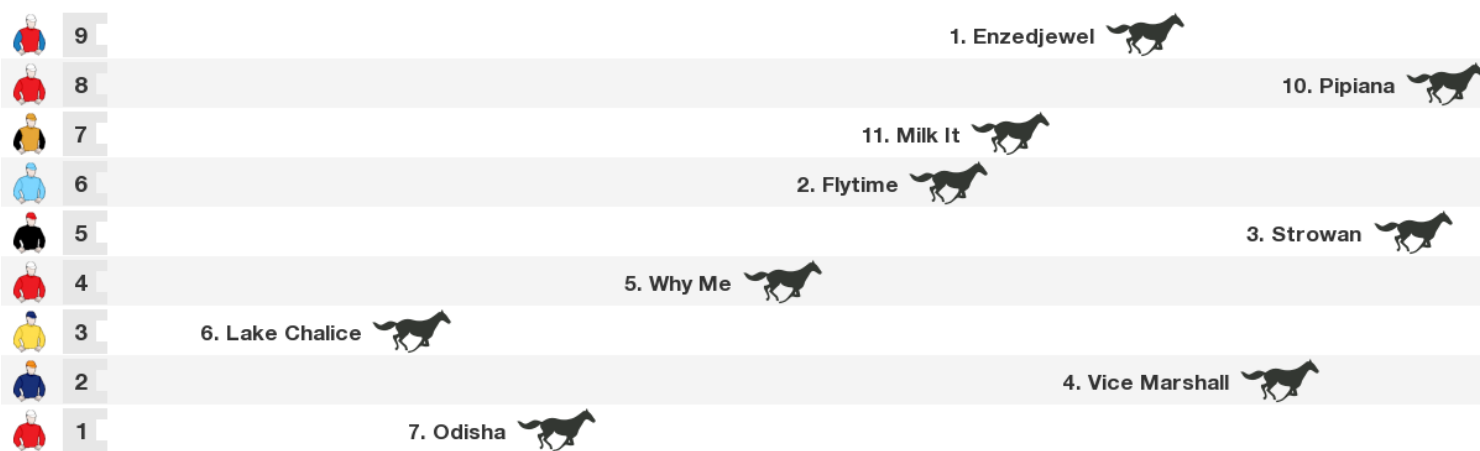 9 1. Enzedjewel
8 10. Pipiana
7 11. Milk It
6 2. Flytime
5 3. Strowan
4 5. Why Me
3 6. Lake Chalice
2 4. Vice Marshall
1 7. Odisha